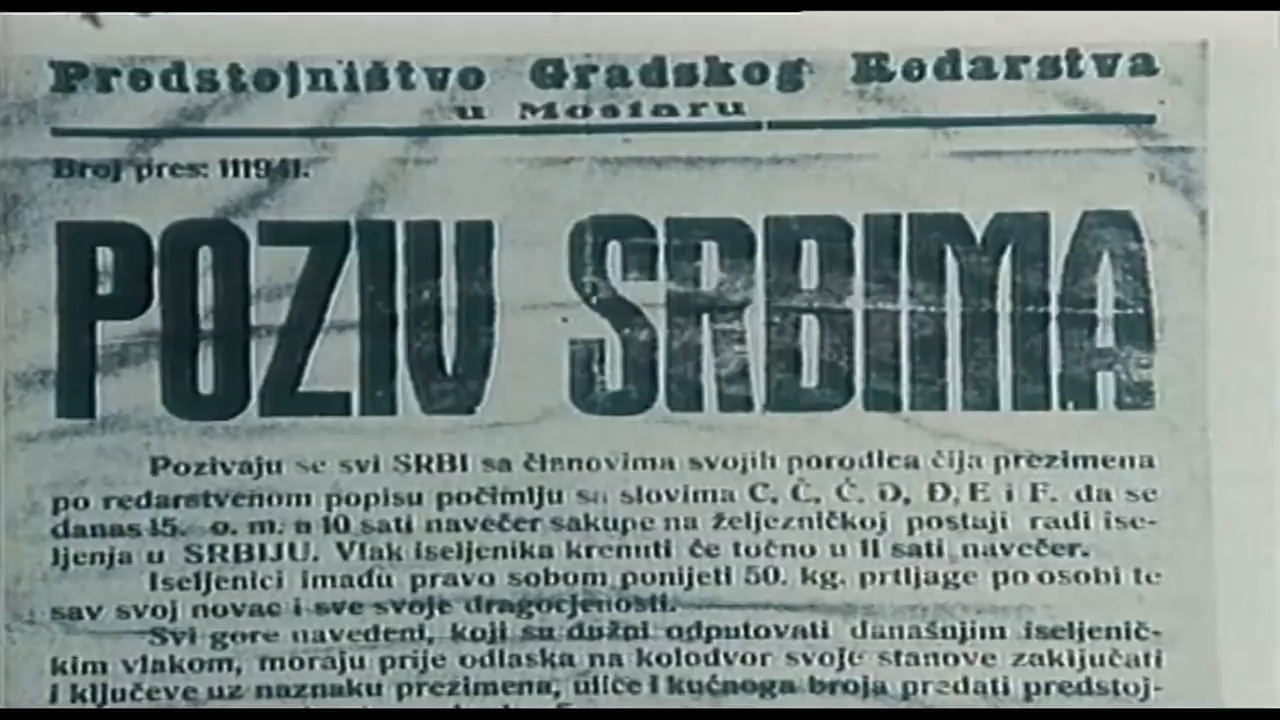 Predstojništvo Gradskog Redarstva
u Mostaru
Broj pres: 111941.
POZIV SRBIMA
Pozivaju se svi SRBI sa članovima svojih porodica čija prezimena
po redarstvenom popisu počimlju sa slovima C, Č, Ć, D, Đ, E i F. da se
danas 15. o. m. u 10 sati navečer sakupe na željezničkoj postaji radi ise-
ljenja u SRBIJU. Vlak iseljenika krenuti će točno u 11 sati navečer.
Iseljenici imadu pravo sobom ponijeti 50. kg. prtljage po osobi te
sav svoj novac i sve svoje dragocjenosti.
Svi gore navedeni, koji su dužni odputovati današnjim iseljenič-
kim vlakom, moraju prije odlaska na kolodvor svoje stanove zaključati
i ključeve uz naznaku prezimena, ulice i kućnoga broja predati predstoj-